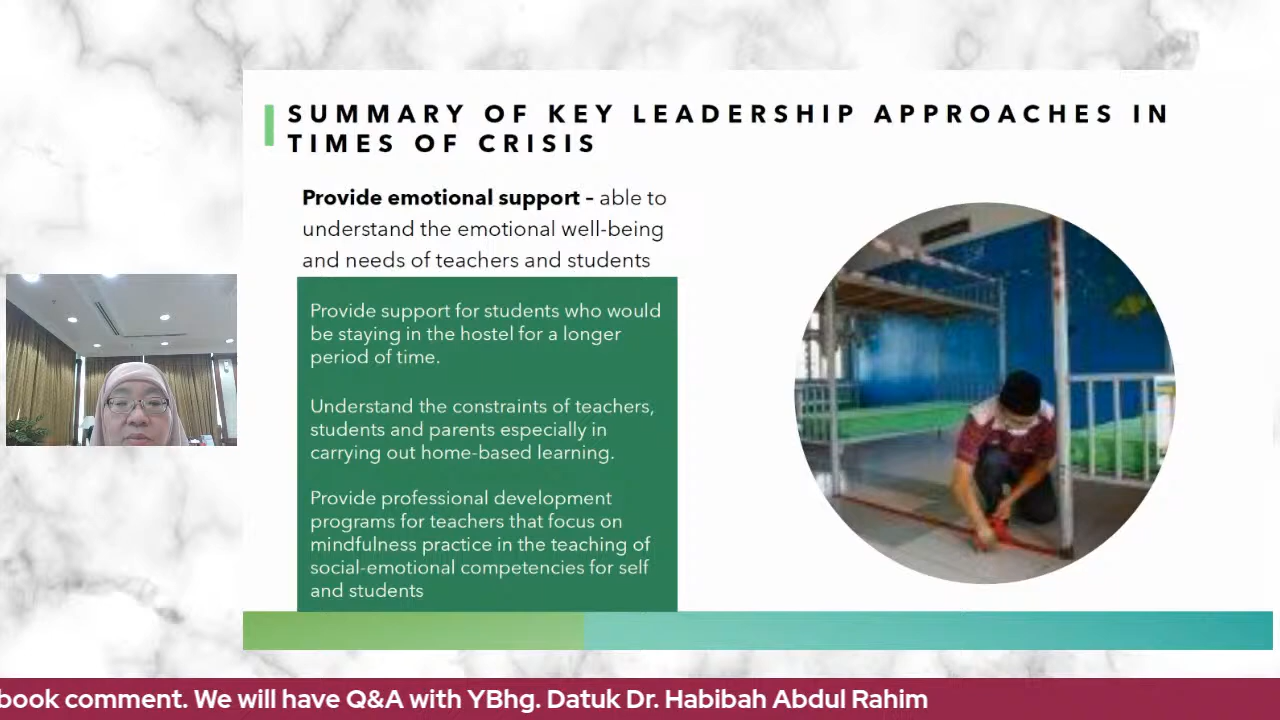 SUMMARY OF KEY LEADERSHIP APPROACHES IN
TIMES OF CRISIS
Provide emotional support – able to
understand the emotional well-being
and needs of teachers and students
Provide support for students who would
be staying in the hostel for a longer
period of time.
Understand the constraints of teachers,
students and parents especially in
carrying out home-based learning.
Provide professional development
programs for teachers that focus on
mindfulness practice in the teaching of
social-emotional competencies for self
and students
book comment. We will have Q&A with YBhg. Datuk Dr. Habibah Abdul Rahim